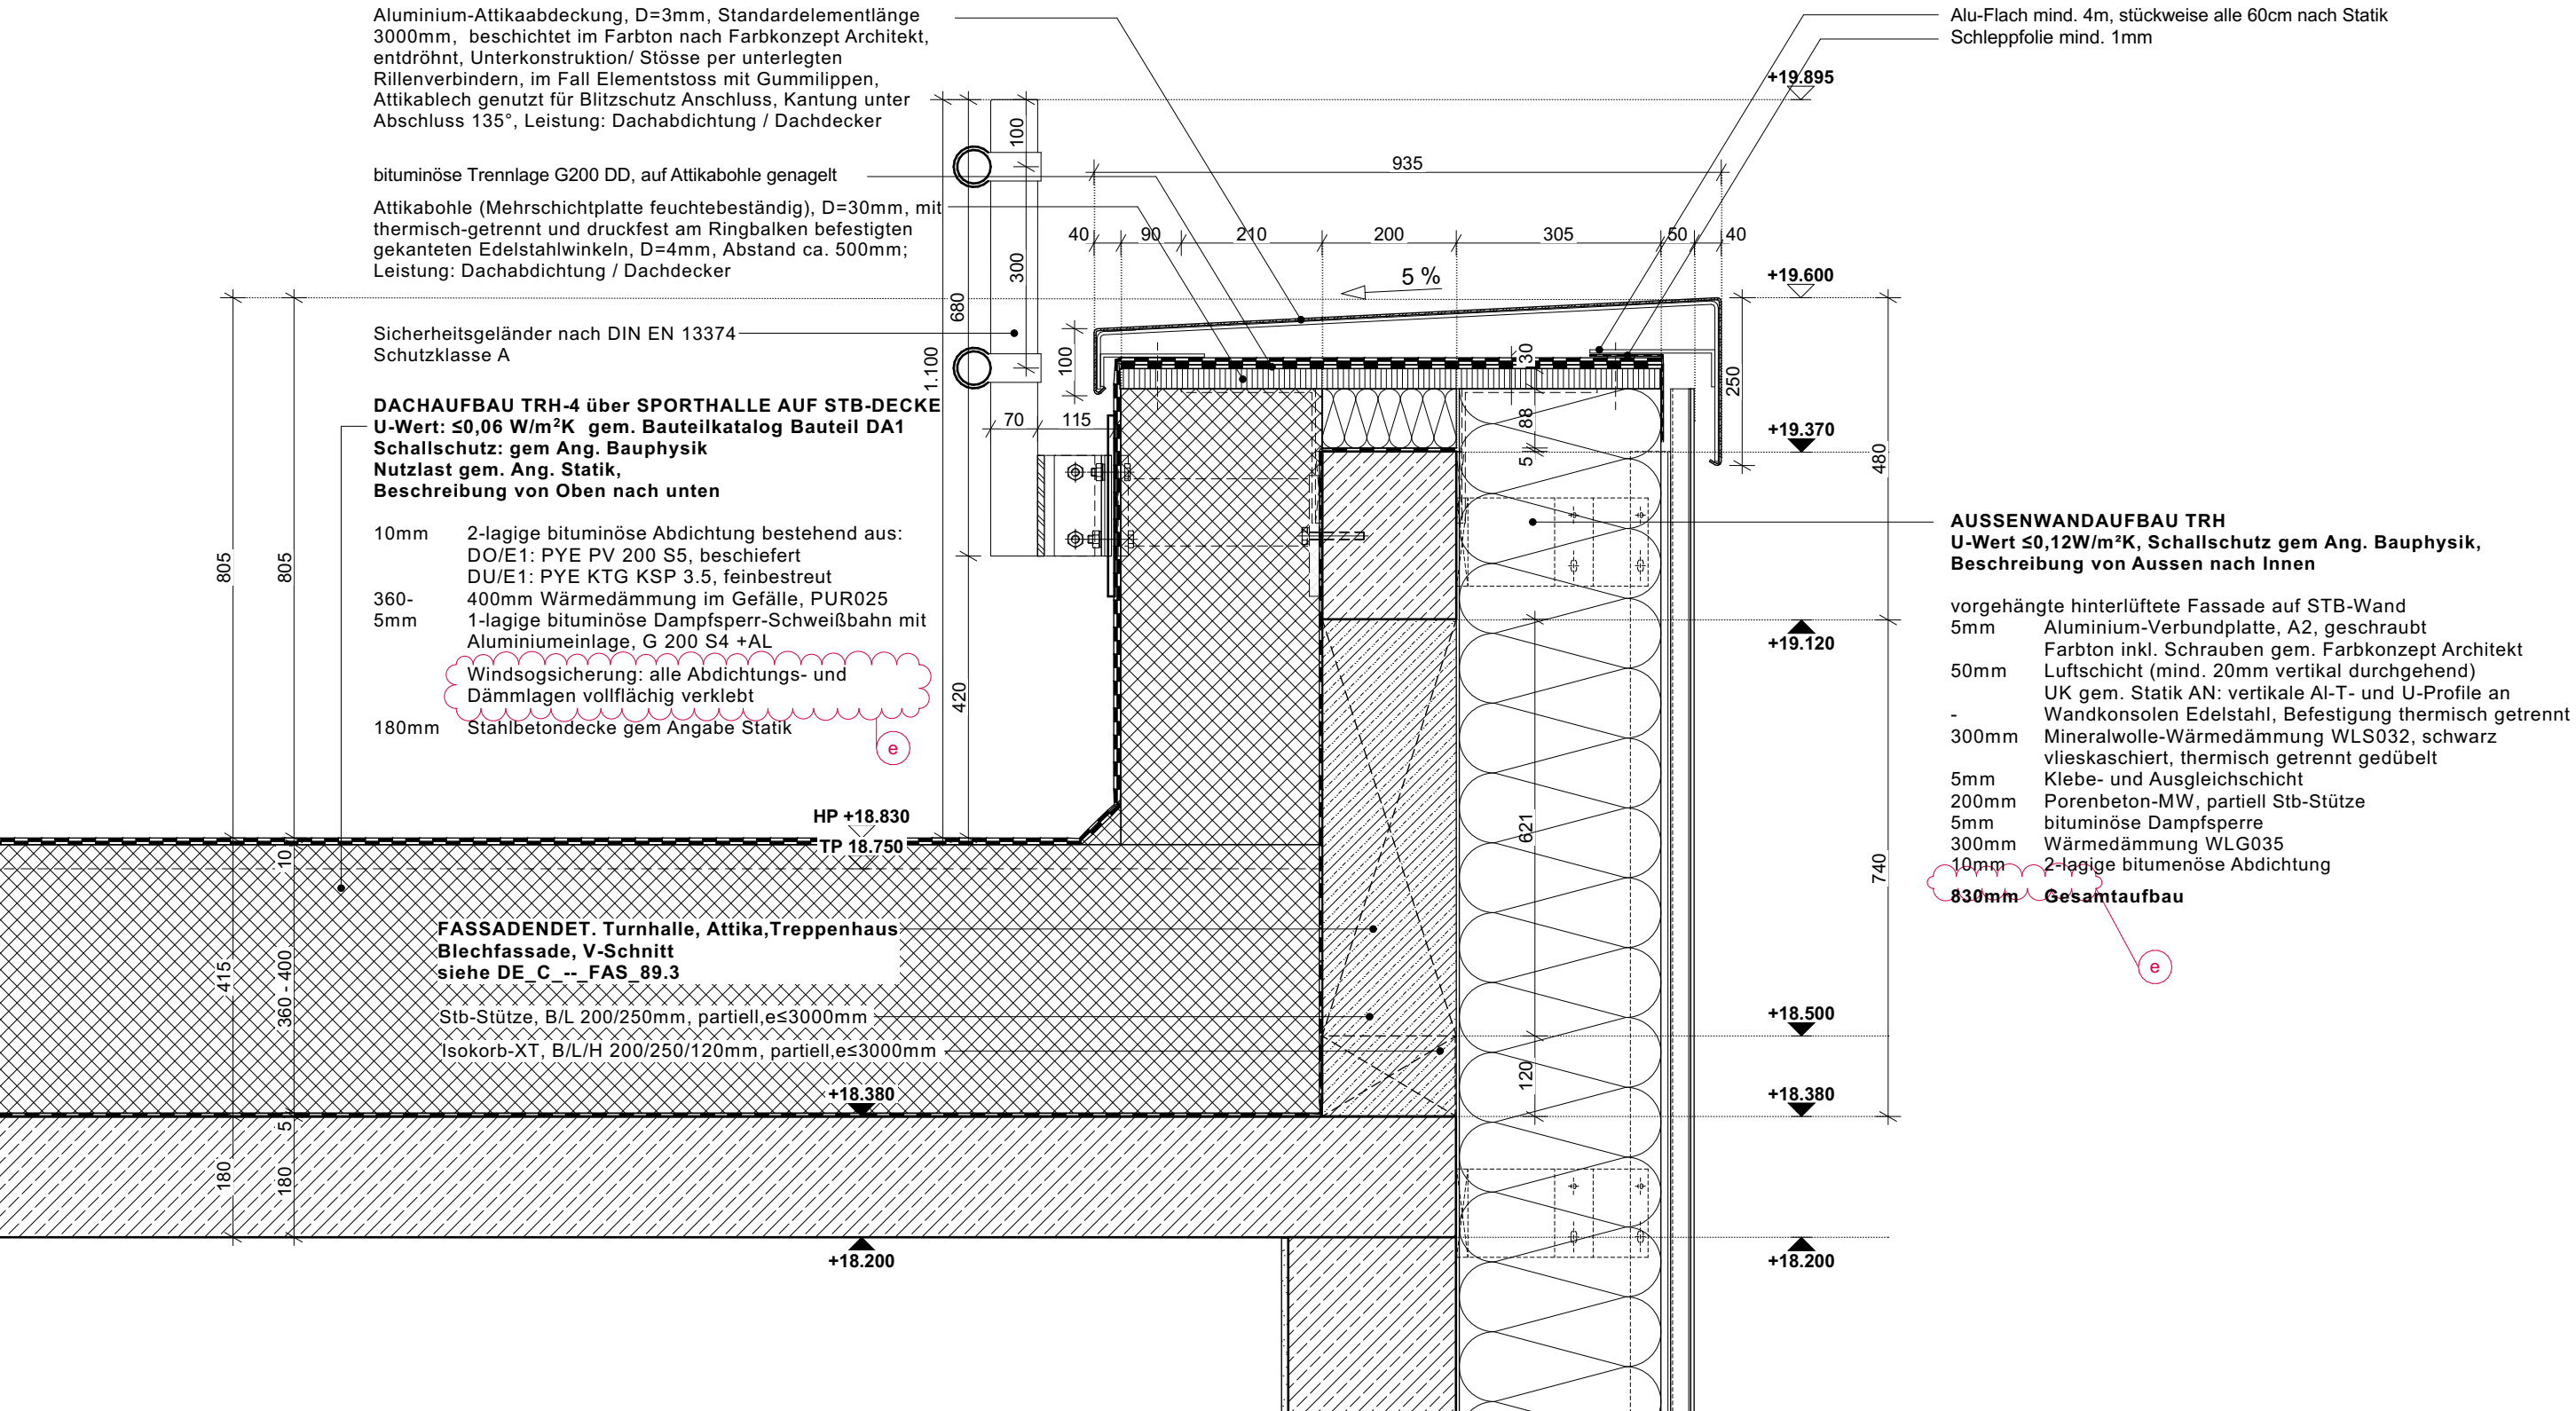 Aluminium-Attikaabdeckung, D=3mm, Standardelementlänge
3000mm, beschichtet im Farbton nach Farbkonzept Architekt,
entdröhnt, Unterkonstruktion/ Stösse per unterlegten
Rillenverbindern, im Fall Elementstoss mit Gummilippen,
Attikablech genutzt für Blitzschutz Anschluss, Kantung unter
Abschluss 135°, Leistung: Dachabdichtung / Dachdecker
bituminöse Trennlage G200 DD, auf Attikabohle genagelt
Attikabohle (Mehrschichtplatte feuchtebeständig), D=30mm, mit
thermisch-getrennt und druckfest am Ringbalken befestigten
gekanteten Edelstahlwinkeln, D=4mm, Abstand ca. 500mm;
Leistung: Dachabdichtung / Dachdecker
Sicherheitsgeländer nach DIN EN 13374
Schutzklasse A
DACHAUFBAU TRH-4 über SPORTHALLE AUF STB-DECKE
U-Wert: ≤0,06 W/m²K gem. Bauteilkatalog Bauteil DA1
Schallschutz: gem Ang. Bauphysik
Nutzlast gem. Ang. Statik,
Beschreibung von Oben nach unten
10mm 2-lagige bituminöse Abdichtung bestehend aus:
DO/E1: PYE PV 200 S5, beschiefert
DU/E1: PYE KTG KSP 3.5, feinbestreut
360- 400mm Wärmedämmung im Gefälle, PUR025
5mm 1-lagige bituminöse Dampfsperr-Schweißbahn mit
Aluminiumeinlage, G 200 S4 +AL
Windsogsicherung: alle Abdichtungs- und
Dämmlagen vollflächig verklebt
180mm Stahlbetondecke gem Angabe Statik
e
HP +18.830
TP 18.750
FASSADENDET. Turnhalle, Attika,Treppenhaus
Blechfassade, V-Schnitt
siehe DE_C_--_FAS_89.3
Stb-Stütze, B/L 200/250mm, partiell,e≤3000mm
Isokorb-XT, B/L/H 200/250/120mm, partiell,e≤3000mm
+18.380
+18.200
805
805
10
415
360 - 400
5
180
180
100
300
680
1.100
420
70
115
935
40
90
210
200
305
50
40
5 %
100
30
88
5
250
480
621
120
740
Alu-Flach mind. 4m, stückweise alle 60cm nach Statik
Schleppfolie mind. 1mm
+19.895
+19.600
+19.370
+19.120
+18.500
+18.380
+18.200
AUSSENWANDAUFBAU TRH
U-Wert ≤0,12W/m²K, Schallschutz gem Ang. Bauphysik,
Beschreibung von Aussen nach Innen
vorgehängte hinterlüftete Fassade auf STB-Wand
5mm Aluminium-Verbundplatte, A2, geschraubt
Farbton inkl. Schrauben gem. Farbkonzept Architekt
50mm Luftschicht (mind. 20mm vertikal durchgehend)
UK gem. Statik AN: vertikale Al-T- und U-Profile an
- Wandkonsolen Edelstahl, Befestigung thermisch getrennt
300mm Mineralwolle-Wärmedämmung WLS032, schwarz
vlieskaschiert, thermisch getrennt gedübelt
5mm Klebe- und Ausgleichschicht
200mm Porenbeton-MW, partiell Stb-Stütze
5mm bituminöse Dampfsperre
300mm Wärmedämmung WLG035
10mm 2-lagige bitumenöse Abdichtung
830mm Gesamtaufbau
e